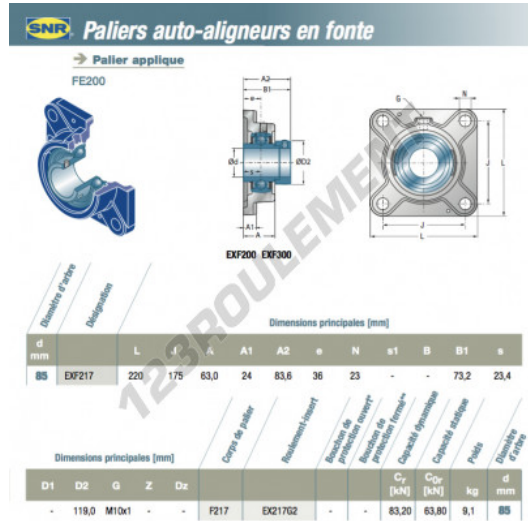 SNR Paliers auto-aligneurs en fonte
Palier applique
FE200
A2
B1
e
s
Ød
ØD2
A1
A
G
N
J
L
J
L
EXF200 EXF300
123ROULEMENT
Diamètre d'arbre
Désignation
Dimensions principales [mm]
d mm L J A A1 A2 e N s1 B B1 s
85 EXF217 220 175 63,0 24 83,6 36 23 - - 73,2 23,4
Dimensions principales [mm]
Corps de palier
Roulement-insert
Bouchon de protection ouvert*
Bouchon de protection fermé**
Capacité dynamique
Capacité statique
Poids
Diamètre d'arbre
D1 D2 G Z Dz Cr [kN] C0r [kN] kg d mm
- 119,0 M10x1 - - F217 EX217G2 - - 83,20 63,80 9,1 85